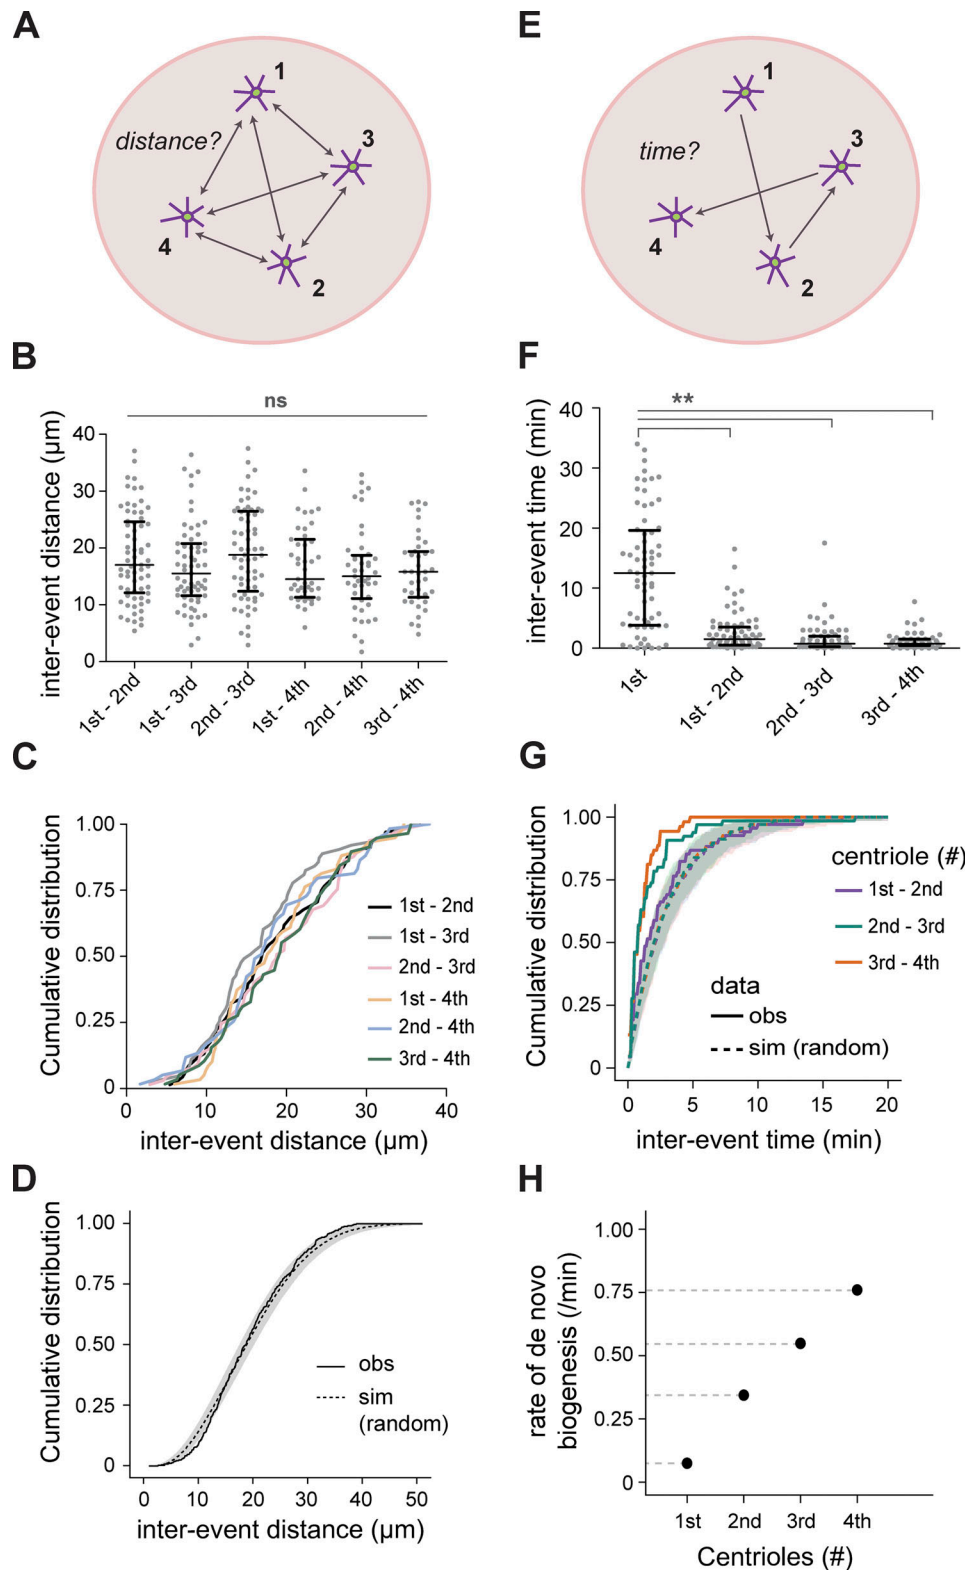 A
1
distance?
3
4
2
B
ns
inter-event distance (µm)
40
30
20
10
0
1st - 2nd
1st - 3rd
2nd - 3rd
1st - 4th
2nd - 4th
3rd - 4th
C
Cumulative distribution
1.00
0.75
0.50
0.25
0
1st - 2nd
1st - 3rd
2nd - 3rd
1st - 4th
2nd - 4th
3rd - 4th
0 10 20 30 40
inter-event distance (µm)
D
Cumulative distribution
1.00
0.75
0.50
0.25
0
obs
sim
(random)
0 10 20 30 40 50
inter-event distance (µm)
E
1
time?
3
4
2
F
**
inter-event time (min)
40
30
20
10
0
1st
1st - 2nd
2nd - 3rd
3rd - 4th
G
Cumulative distribution
1.00
0.75
0.50
0.25
0
centriole (#)
1st - 2nd
2nd - 3rd
3rd - 4th
data
obs
sim (random)
0 5 10 15 20
inter-event time (min)
H
rate of de novo
biogenesis (/min)
1.00
0.75
0.50
0.25
0
1st 2nd 3rd 4th
Centrioles (#)